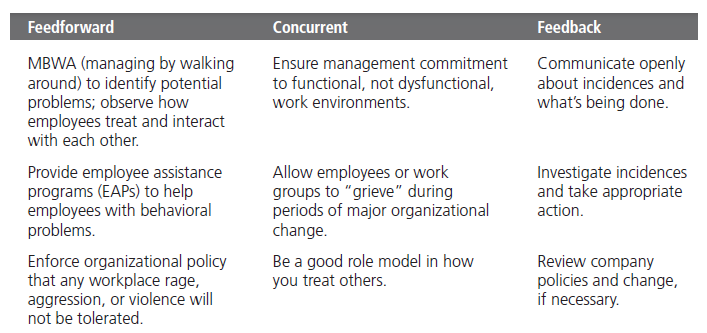 Feedforward Concurrent Feedback
MBWA (managing by walking
around) to identify potential
problems; observe how
employees treat and interact
with each other.
Ensure management commitment
to functional, not dysfunctional,
work environments.
Communicate openly
about incidences and
what's being done.
Provide employee assistance
programs (EAPs) to help
employees with behavioral
problems.
Allow employees or work
groups to “grieve” during
periods of major organizational
change.
Investigate incidences
and take appropriate
action.
Enforce organizational policy
that any workplace rage,
aggression, or violence will
not be tolerated.
Be a good role model in how
you treat others.
Review company
policies and change,
if necessary.